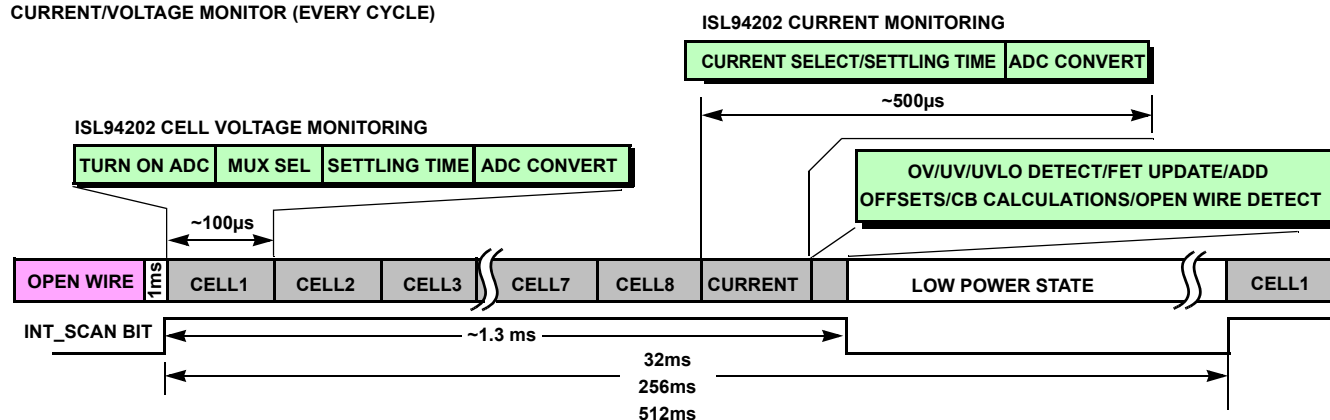 CURRENT/VOLTAGE MONITOR (EVERY CYCLE)
ISL94202 CURRENT MONITORING
CURRENT SELECT/SETTLING TIME
ADC CONVERT
~500µs
ISL94202 CELL VOLTAGE MONITORING
TURN ON ADC
MUX SEL
SETTLING TIME
ADC CONVERT
OV/UV/UVLO DETECT/FET UPDATE/ADD
OFFSETS/CB CALCULATIONS/OPEN WIRE DETECT
~100µs
OPEN WIRE
1ms
CELL1
CELL2
CELL3
CELL7
CELL8
CURRENT
LOW POWER STATE
CELL1
INT_SCAN BIT
~1.3 ms
32ms
256ms
512ms